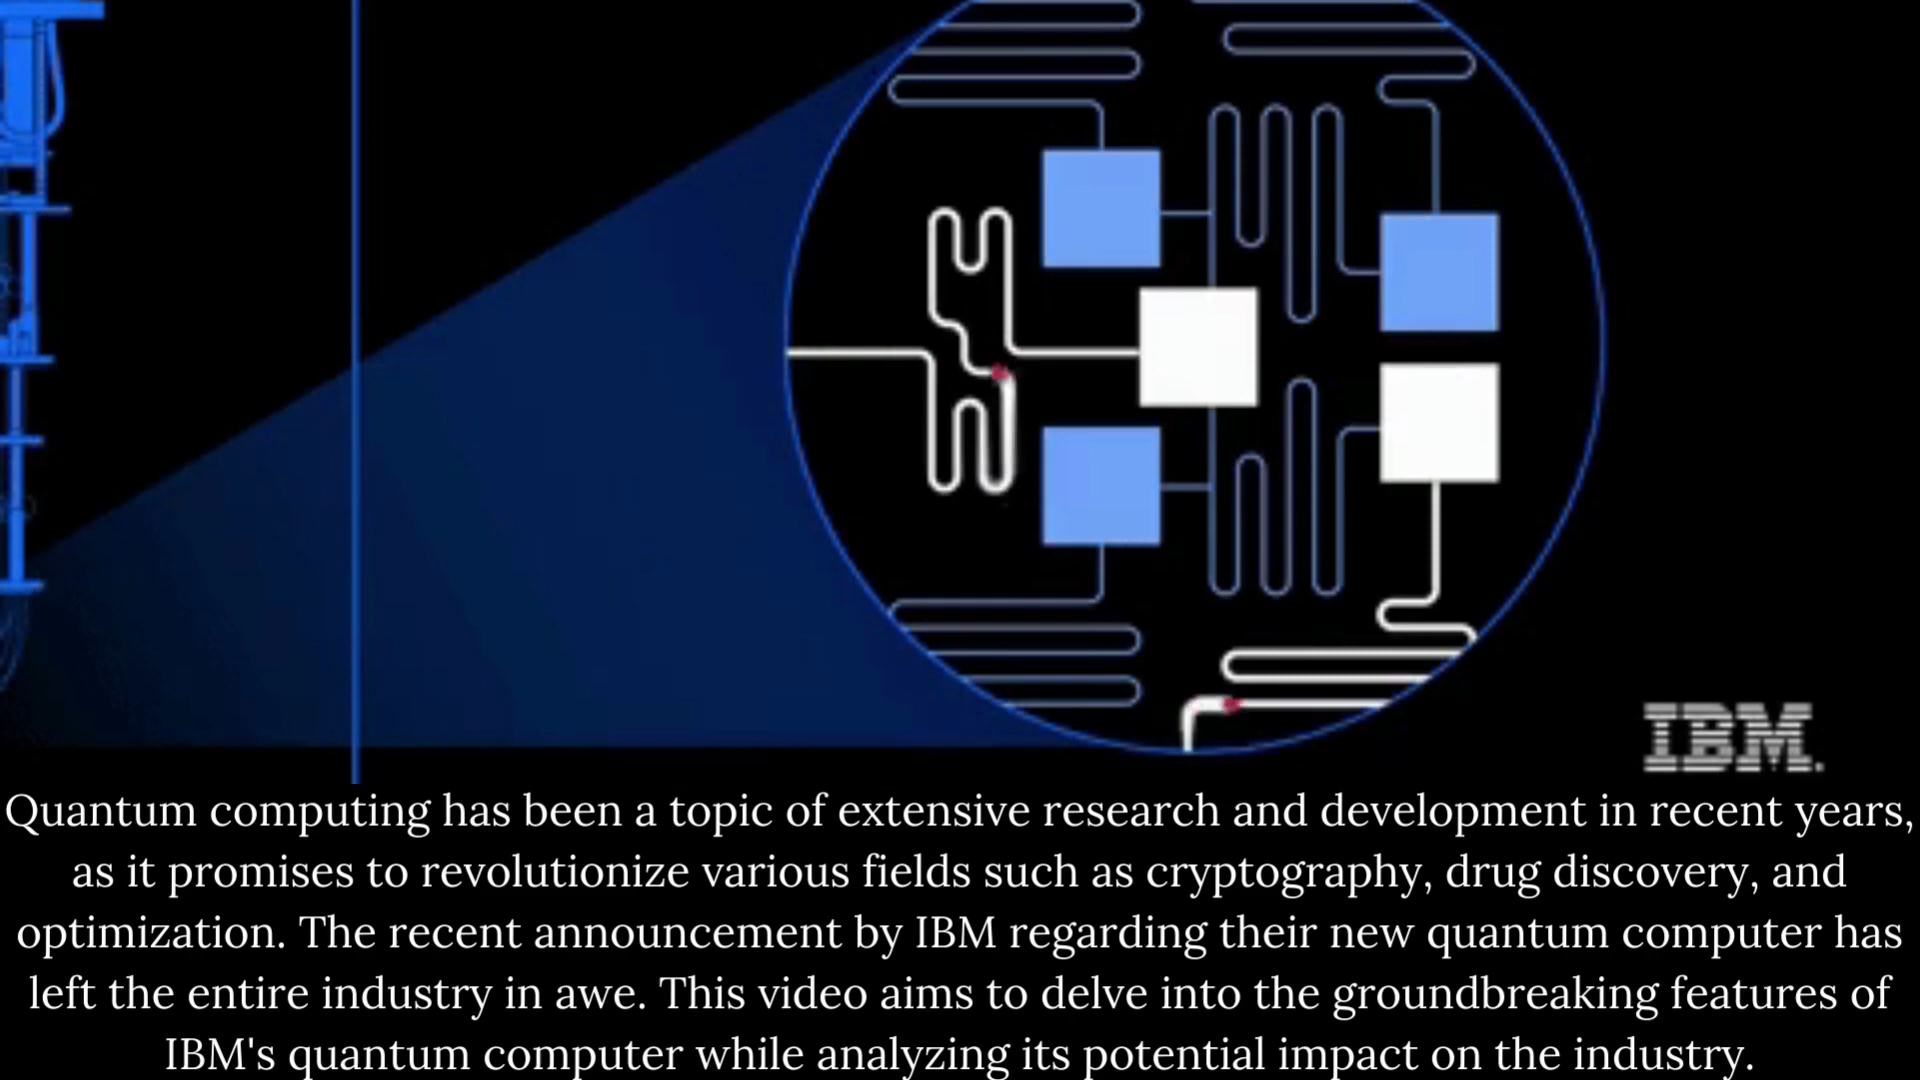 IBM.
Quantum computing has been a topic of extensive research and development in recent years,
as it promises to revolutionize various fields such as cryptography, drug discovery, and
optimization. The recent announcement by IBM regarding their new quantum computer has
left the entire industry in awe. This video aims to delve into the groundbreaking features of
IBM's quantum computer while analyzing its potential impact on the industry.